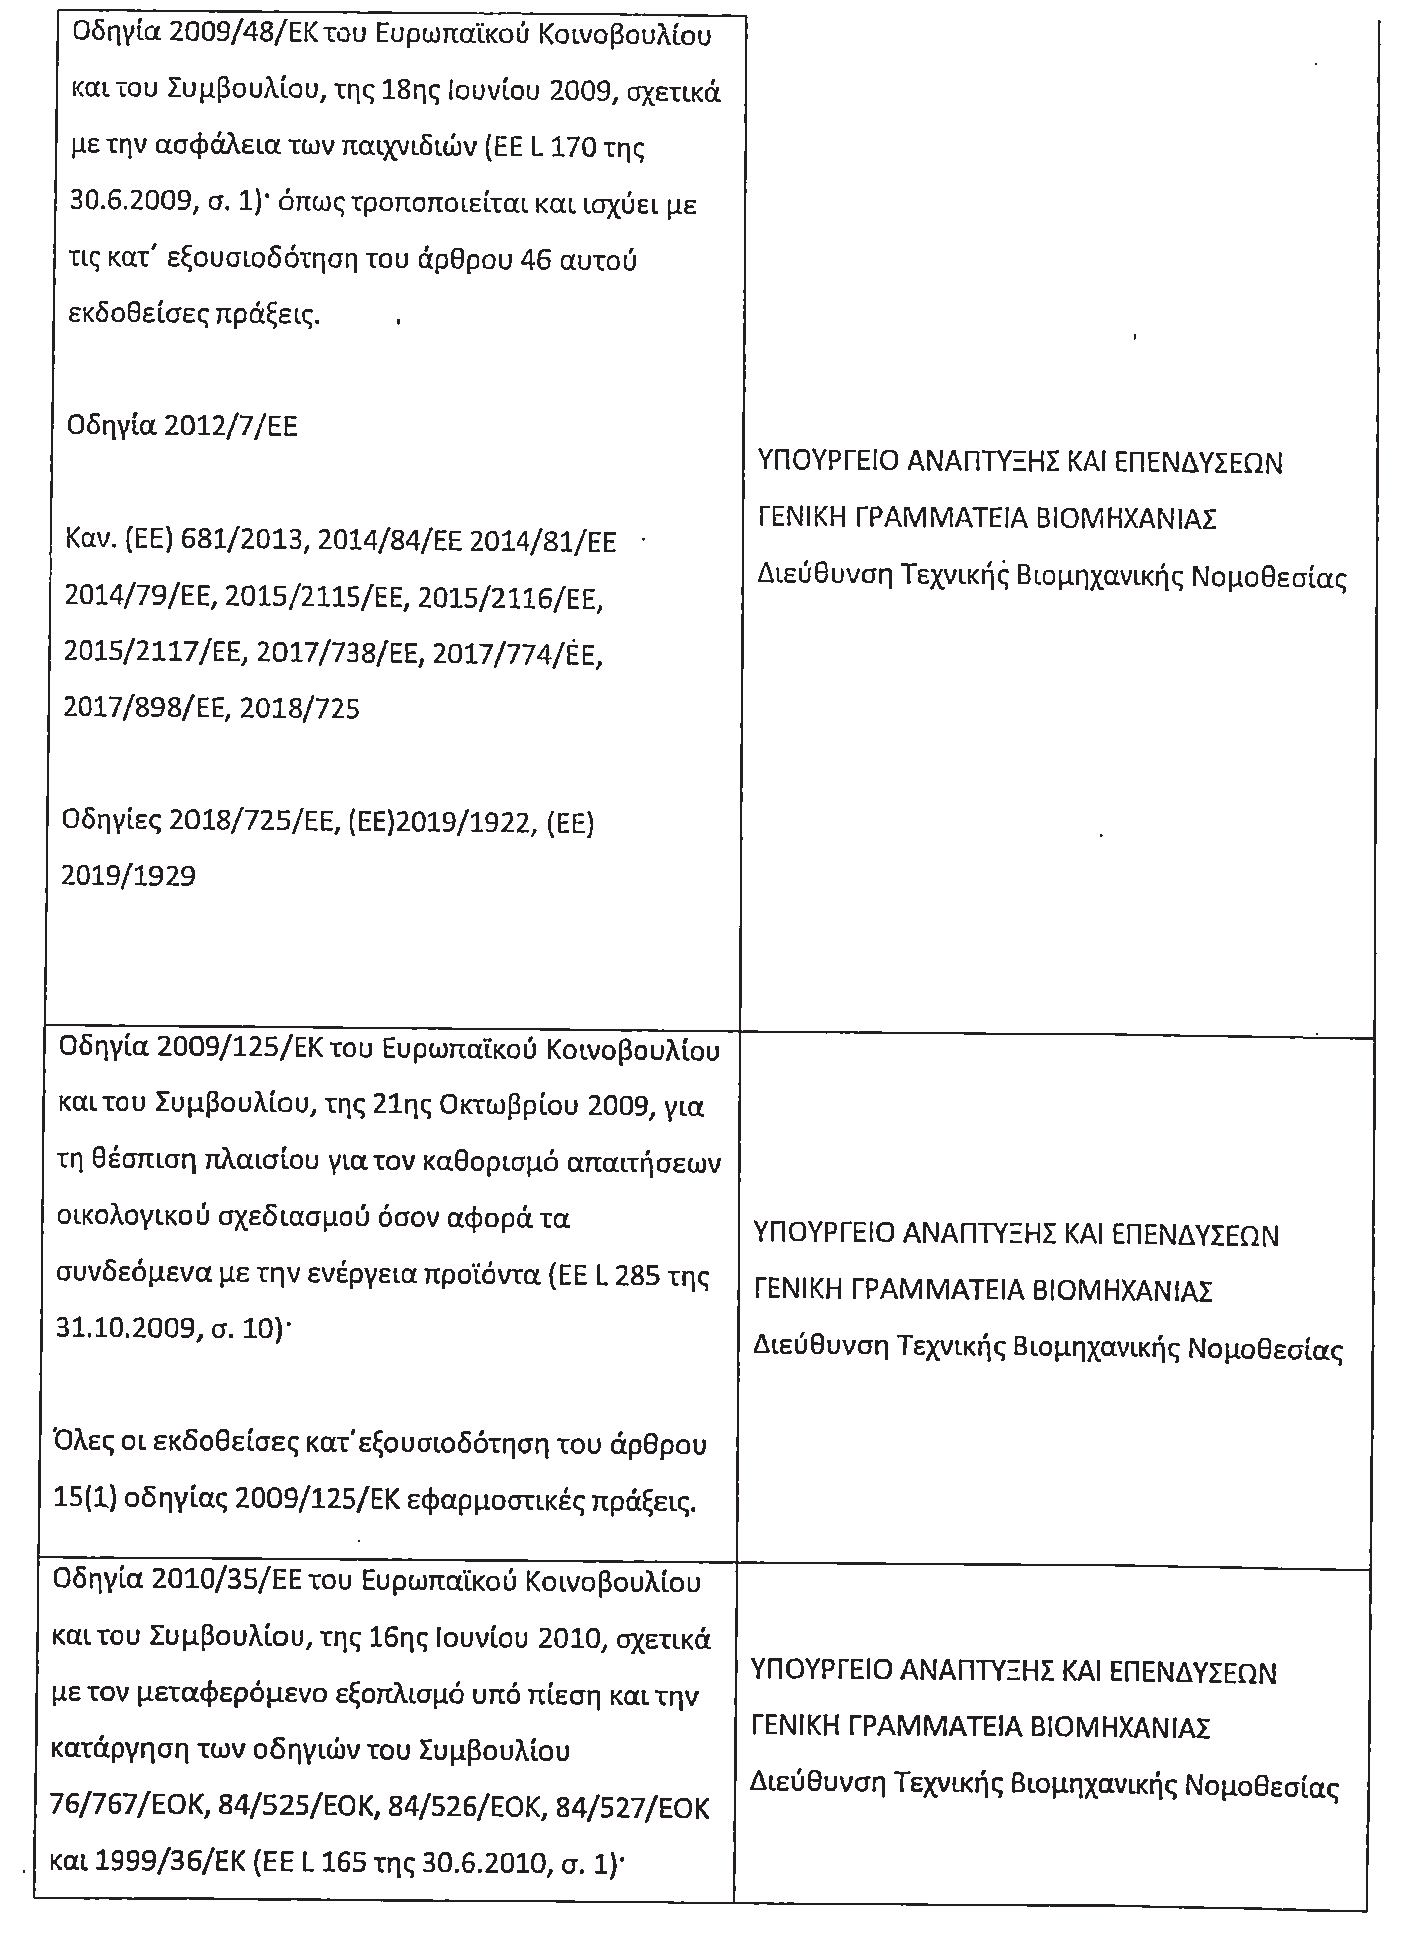 Οδηγία 2009/48/ΕΚ του Ευρωπαϊκού Κοινοβουλίου
και του Συμβουλίου, της 18ης Ιουνίου 2009, σχετικά
με την ασφάλεια των παιχνιδιών (ΕΕ L 170 της
30.6.2009, σ. 1)· όπως τροποποιείται και ισχύει με
τις κατ' εξουσιοδότηση του άρθρου 46 αυτού
εκδοθείσες πράξεις.
Οδηγία 2012/7/ΕΕ
Καν. (ΕΕ) 681/2013, 2014/84/ΕΕ 2014/81/ΕΕ
2014/79/ΕΕ, 2015/2115/ΕΕ, 2015/2116/ΕΕ,
2015/2117/ΕΕ, 2017/738/ΕΕ, 2017/774/ΕΕ,
2017/898/ΕΕ, 2018/725
Οδηγίες 2018/725/ΕΕ, (ΕΕ)2019/1922, (ΕΕ)
2019/1929
ΥΠΟΥΡΓΕΙΟ ΑΝΑΠΤΥΞΗΣ ΚΑΙ ΕΠΕΝΔΥΣΕΩΝ
ΓΕΝΙΚΗ ΓΡΑΜΜΑΤΕΙΑ ΒΙΟΜΗΧΑΝΙΑΣ
Διεύθυνση Τεχνικής Βιομηχανικής Νομοθεσίας
Οδηγία 2009/125/ΕΚ του Ευρωπαϊκού Κοινοβουλίου
και του Συμβουλίου, της 21ης Οκτωβρίου 2009, για
τη θέσπιση πλαισίου για τον καθορισμό απαιτήσεων
οικολογικού σχεδιασμού όσον αφορά τα
συνδεόμενα με την ενέργεια προϊόντα (ΕΕ L 285 της
31.10.2009, σ. 10)·
Όλες οι εκδοθείσες κατ'εξουσιοδότηση του άρθρου
15(1) οδηγίας 2009/125/ΕΚ εφαρμοστικές πράξεις.
ΥΠΟΥΡΓΕΙΟ ΑΝΑΠΤΥΞΗΣ ΚΑΙ ΕΠΕΝΔΥΣΕΩΝ
ΓΕΝΙΚΗ ΓΡΑΜΜΑΤΕΙΑ ΒΙΟΜΗΧΑΝΙΑΣ
Διεύθυνση Τεχνικής Βιομηχανικής Νομοθεσίας
Οδηγία 2010/35/ΕΕ του Ευρωπαϊκού Κοινοβουλίου
και του Συμβουλίου, της 16ης Ιουνίου 2010, σχετικά
με τον μεταφερόμενο εξοπλισμό υπό πίεση και την
κατάργηση των οδηγιών του Συμβουλίου
76/767/ΕΟΚ, 84/525/ΕΟΚ, 84/526/ΕΟΚ, 84/527/ΕΟΚ
και 1999/36/ΕΚ (ΕΕ L 165 της 30.6.2010, σ. 1)·
ΥΠΟΥΡΓΕΙΟ ΑΝΑΠΤΥΞΗΣ ΚΑΙ ΕΠΕΝΔΥΣΕΩΝ
ΓΕΝΙΚΗ ΓΡΑΜΜΑΤΕΙΑ ΒΙΟΜΗΧΑΝΙΑΣ
Διεύθυνση Τεχνικής Βιομηχανικής Νομοθεσίας